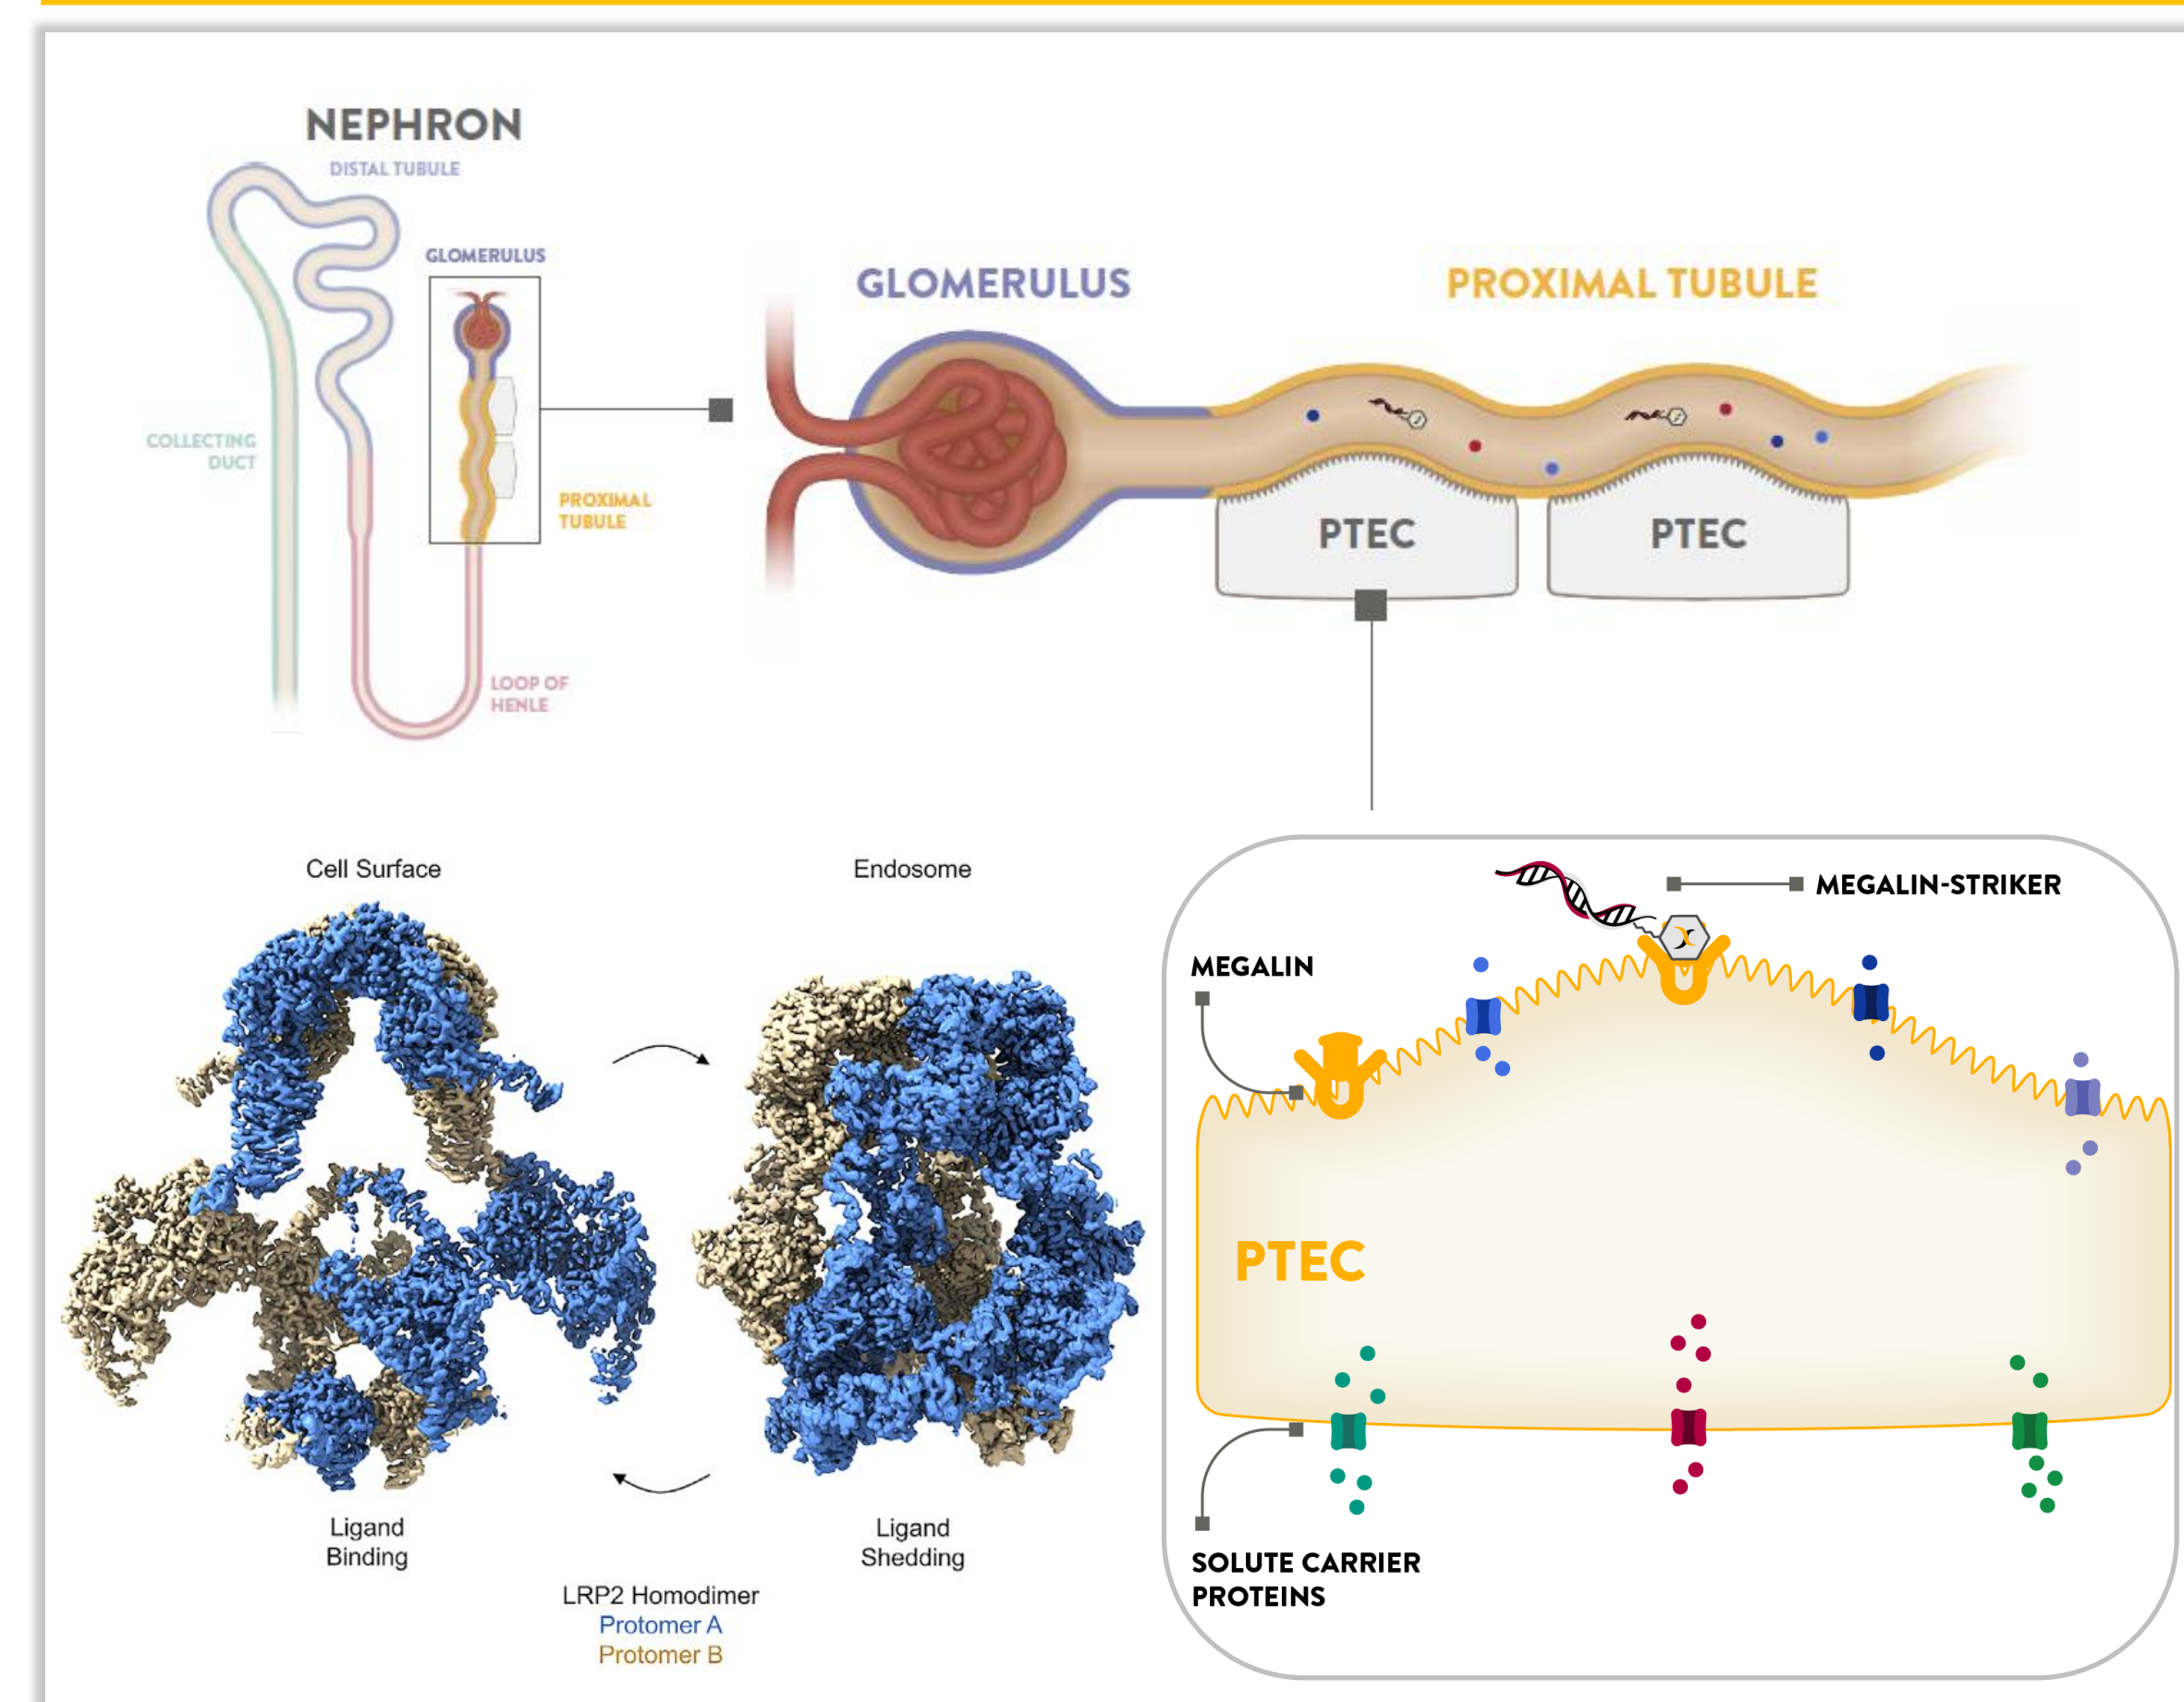 NEPHRON
DISTAL TUBULE
GLOMERULUS
COLLECTING
DUCT
PROXIMAL
TUBULE
LOOP OF
HENLE
GLOMERULUS
PROXIMAL TUBULE
PTEC
PTEC
Cell Surface
Endosome
Ligand
Binding
Ligand
Shedding
LRP2 Homodimer
Protomer A
Protomer B
MEGALIN-STRIKER
MEGALIN
PTEC
SOLUTE CARRIER
PROTEINS